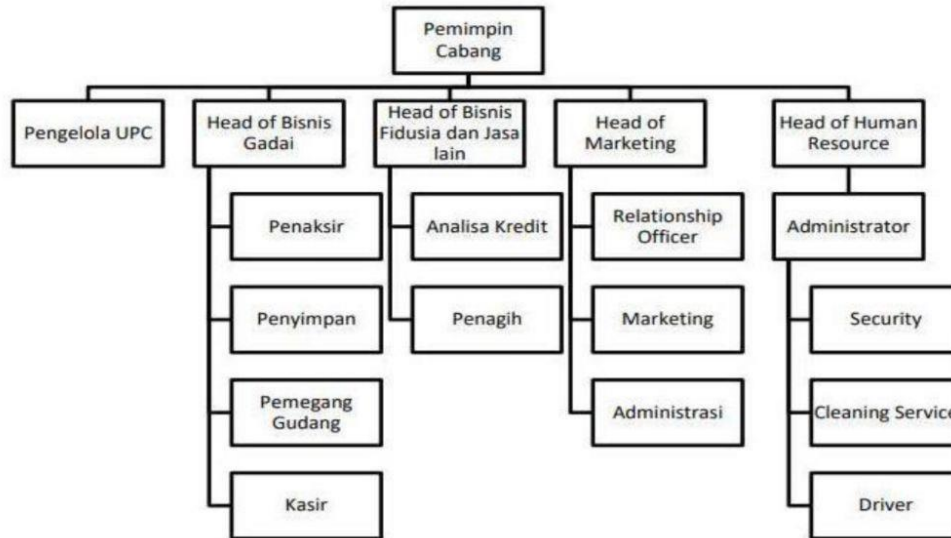 Pemimpin
Cabang
Pengelola UPC
Head of Bisnis
Gadai
Head of Bisnis
Fidusia dan Jasa
lain
Head of
Marketing
Head of Human
Resource
Penaksir
Analisa Kredit
Relationship
Officer
Administrator
Penyimpan
Penagih
Marketing
Security
Pemegang
Gudang
Administrasi
Cleaning Service
Kasir
Driver